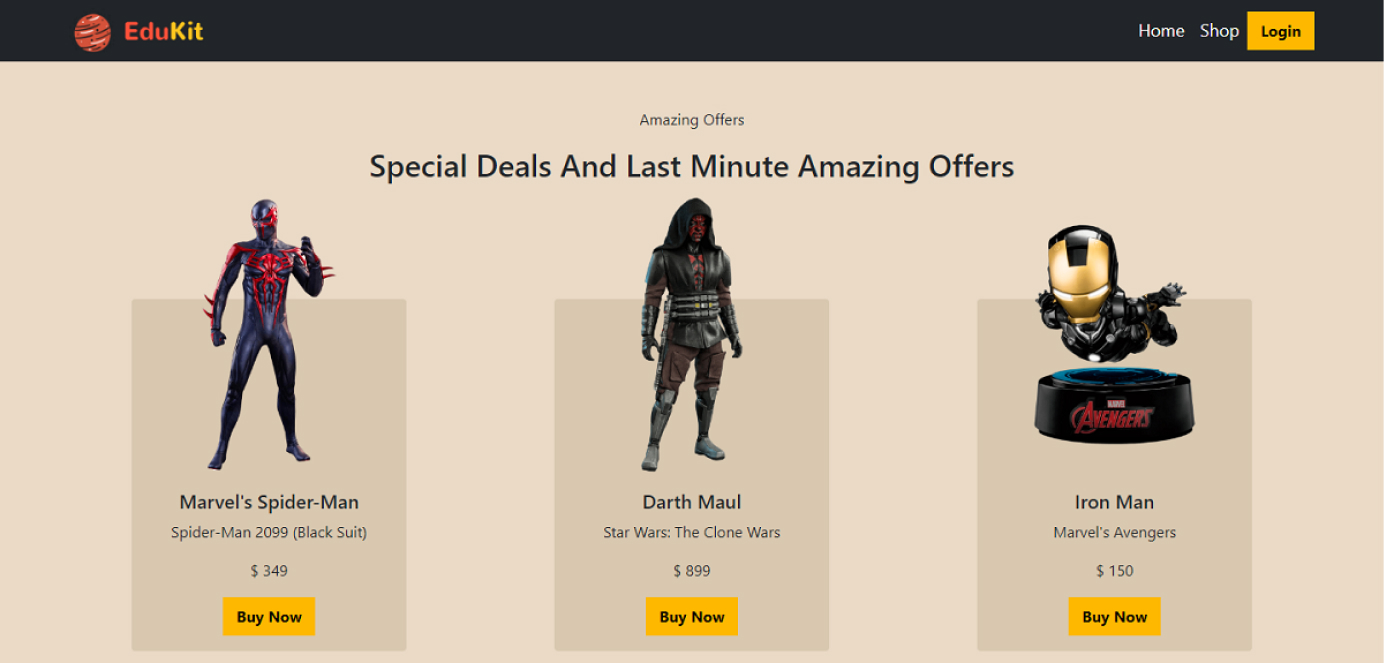 EduKit
Home Shop Login
Amazing Offers
Special Deals And Last Minute Amazing Offers
MARVEL
AVENGERS
Marvel's Spider-Man Darth Maul Iron Man
Spider-Man 2099 (Black Suit) Star Wars: The Clone Wars Marvel's Avengers
$ 349 $ 899 $ 150
Buy Now Buy Now Buy Now